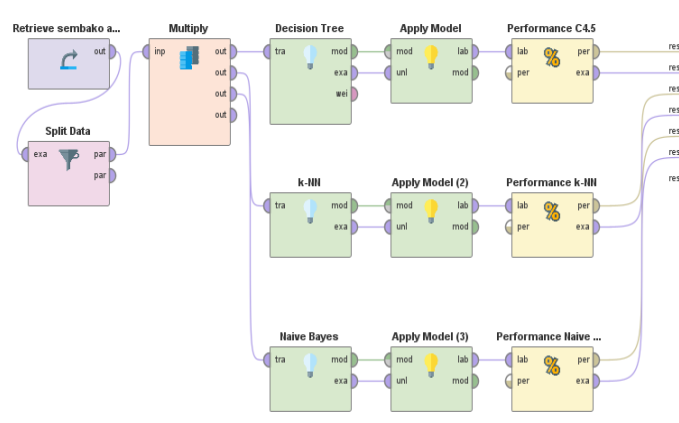 Retrieve sembako a...
Multiply
Decision Tree
Apply Model
Performance C4.5
out
inp
out
out
out
out
tra
mod
exa
wei
mod
unl
lab
mod
lab
per
per
exa
res
res
res
res
res
res
res
Split Data
exa
par
par
k-NN
Apply Model (2)
Performance k-NN
tra
mod
exa
mod
unl
lab
mod
lab
per
per
exa
Naive Bayes
Apply Model (3)
Performance Naive ...
tra
mod
exa
mod
unl
lab
mod
lab
per
per
exa